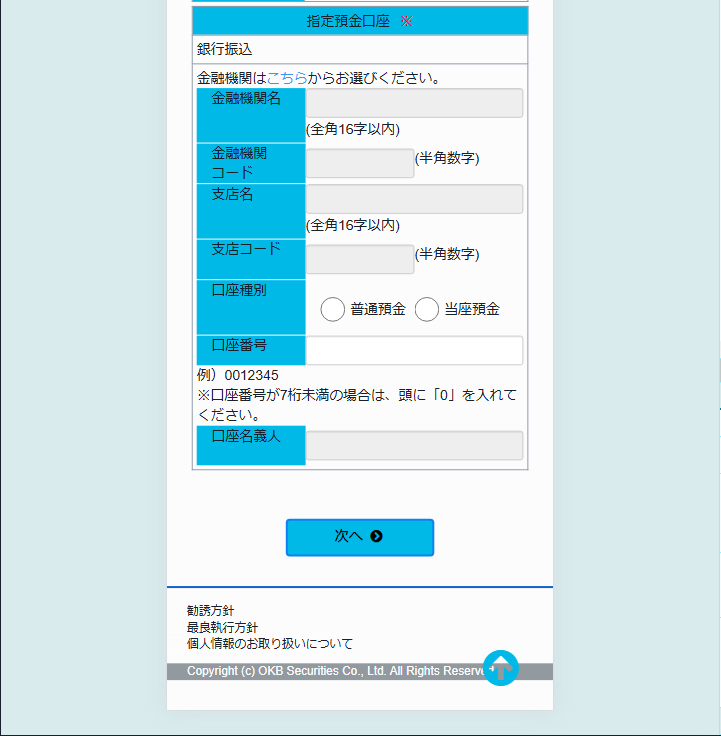 指定預金口座 ※
銀行振込
金融機関はこちらからお選びください。
金融機関名
(全角16字以内)
金融機関
コード
(半角数字)
支店名
(全角16字以内)
支店コード
(半角数字)
口座種別
普通預金 当座預金
口座番号
例）0012345
※口座番号が7桁未満の場合は、頭に「0」を入れて
ください。
口座名義人
次へ
勧誘方針
最良執行方針
個人情報のお取り扱いについて
Copyright (c) OKB Securities Co., Ltd. All Rights Reserved.